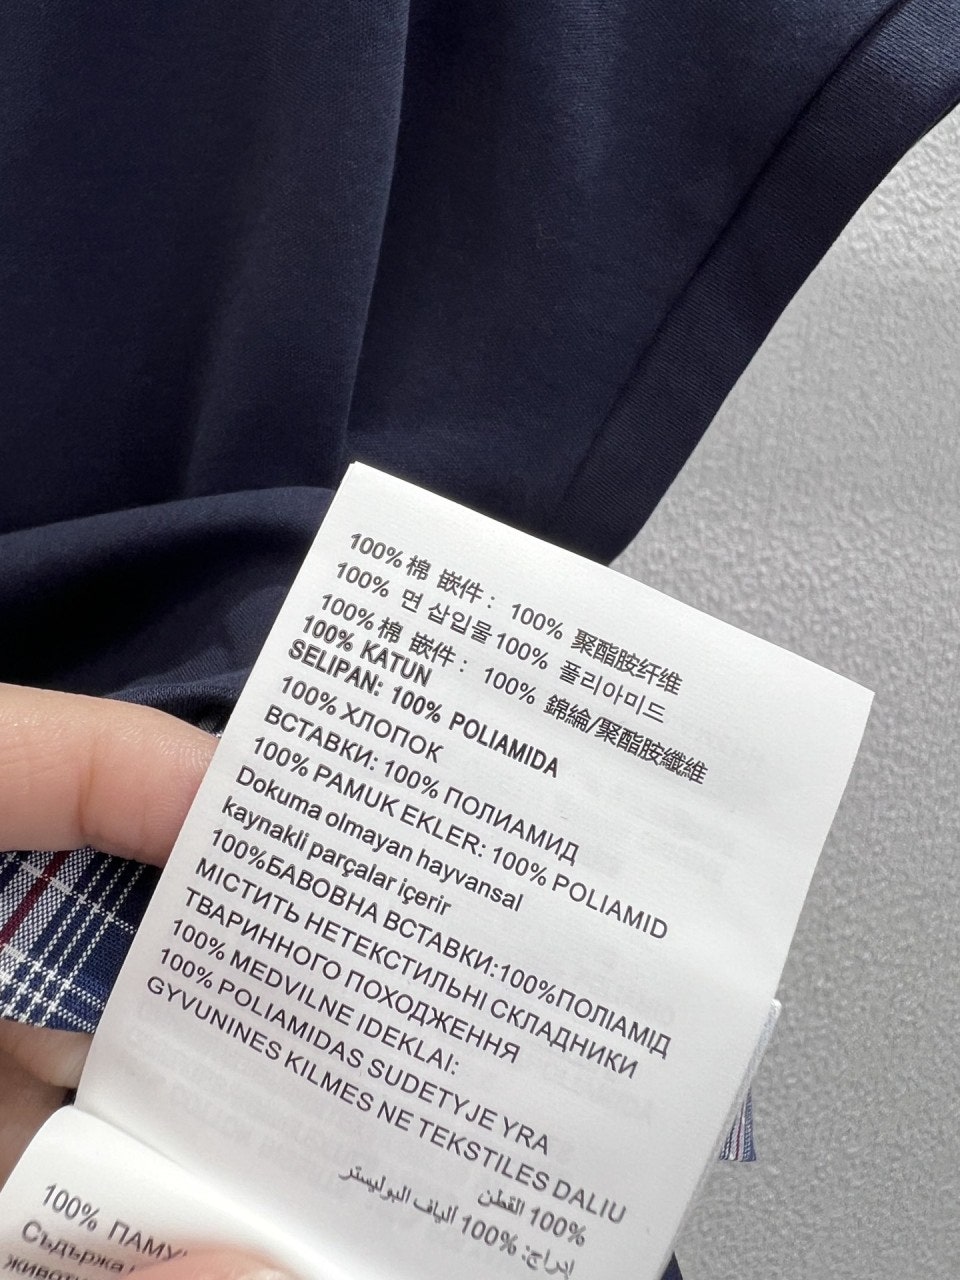 100% 棉 嵌件： 100% 聚酯胺纤维
100% 면 삽입물 100% 폴리아미드
100% 棉 嵌件： 100% 錦綸/聚酯胺纖維
100% KATUN
SELIPAN: 100% POLIAMIDA
100% ХЛОПОК
ВСТАВКИ: 100% ПОЛИАМИД
100% PAMUK EKLER: 100% POLIAMID
Dokuma olmayan hayvansal
kaynakli parçalar içerir
100%БАВОВНА ВСТАВКИ:100%ПОЛІАМІД
МІСТИТЬ НЕТЕКСТИЛЬНІ СКЛАДНИКИ
ТВАРИННОГО ПОХОДЖЕННЯ
100% MEDVILNE IDEKLAI:
100% POLIAMIDAS SUDETYJE YRA
GYVUNINES KILMES NE TEKSTILES DALIU
100% القطن
إدراج: 100% ألياف البوليستر
100% ПАМУ
Съдържа
живот